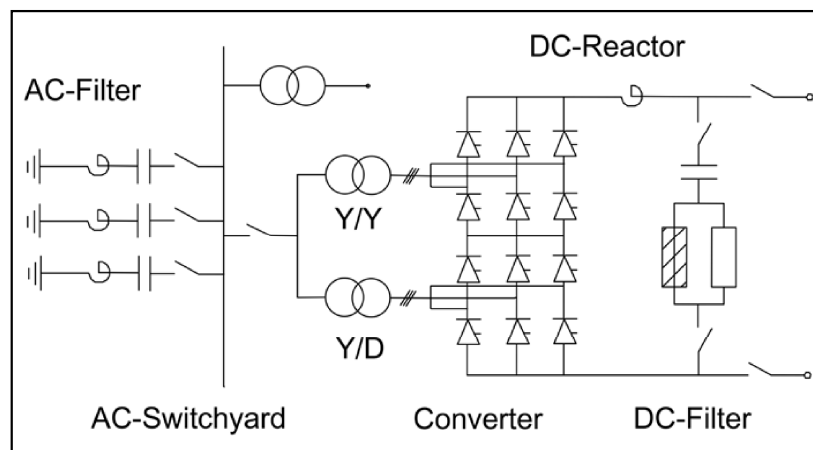 DC-Reactor
AC-Filter
Y/Y
Y/D
AC-Switchyard
Converter
DC-Filter